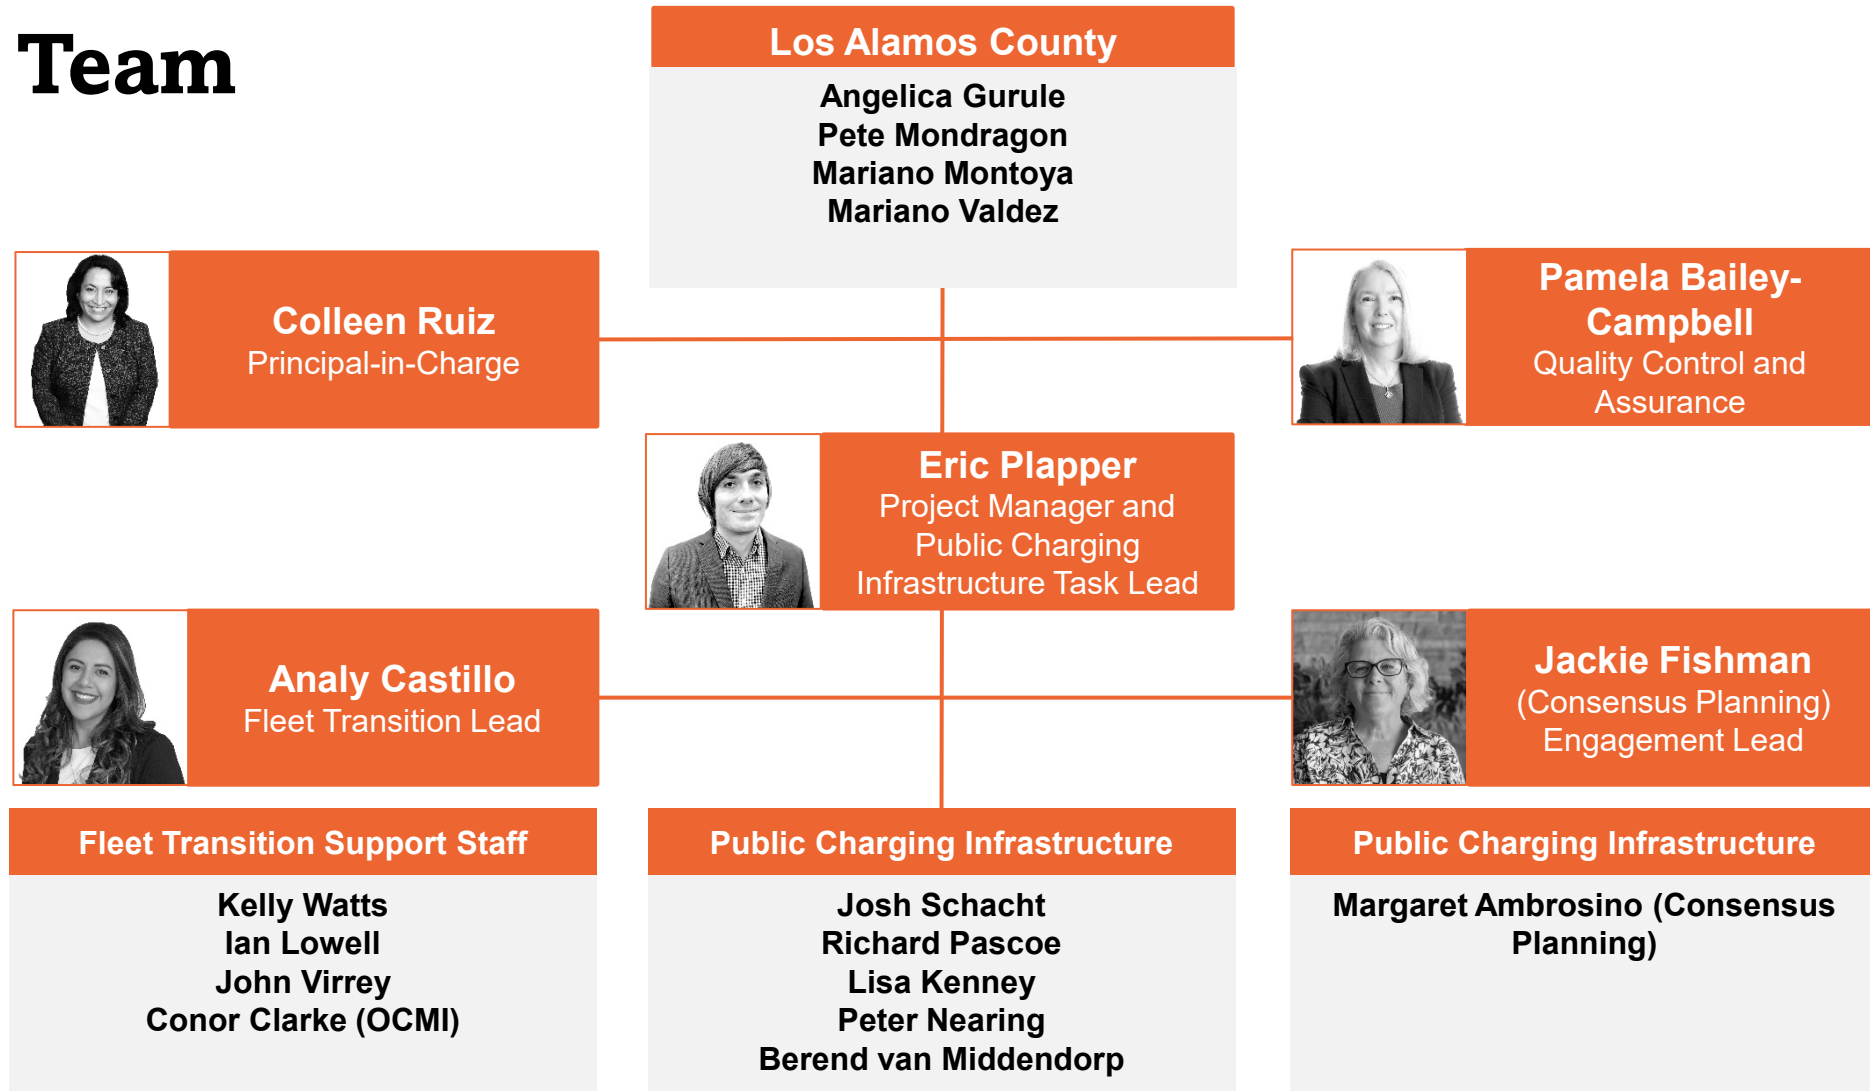 Team
Los Alamos County
Angelica Gurule
Pete Mondragon
Mariano Montoya
Mariano Valdez
Colleen Ruiz
Principal-in-Charge
Pamela Bailey-
Campbell
Quality Control and
Assurance
Eric Plapper
Project Manager and
Public Charging
Infrastructure Task Lead
Analy Castillo
Fleet Transition Lead
Jackie Fishman
(Consensus Planning)
Engagement Lead
Fleet Transition Support Staff
Kelly Watts
Ian Lowell
John Virrey
Conor Clarke (OCMI)
Public Charging Infrastructure
Josh Schacht
Richard Pascoe
Lisa Kenney
Peter Nearing
Berend van Middendorp
Public Charging Infrastructure
Margaret Ambrosino (Consensus
Planning)